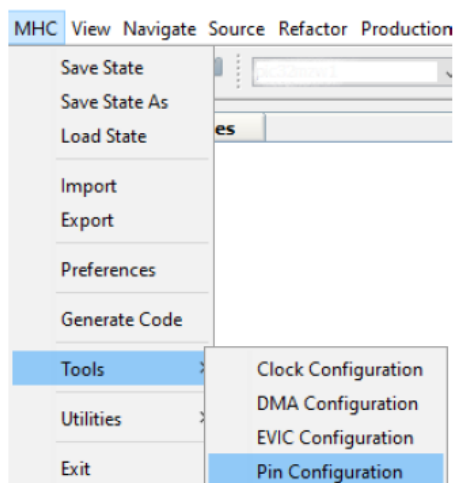 MHC View Navigate Source Refactor Production
Save State
Save State As
Load State
es
Import
Export
Preferences
Generate Code
Tools
Clock Configuration
DMA Configuration
Utilities
EVIC Configuration
Exit
Pin Configuration